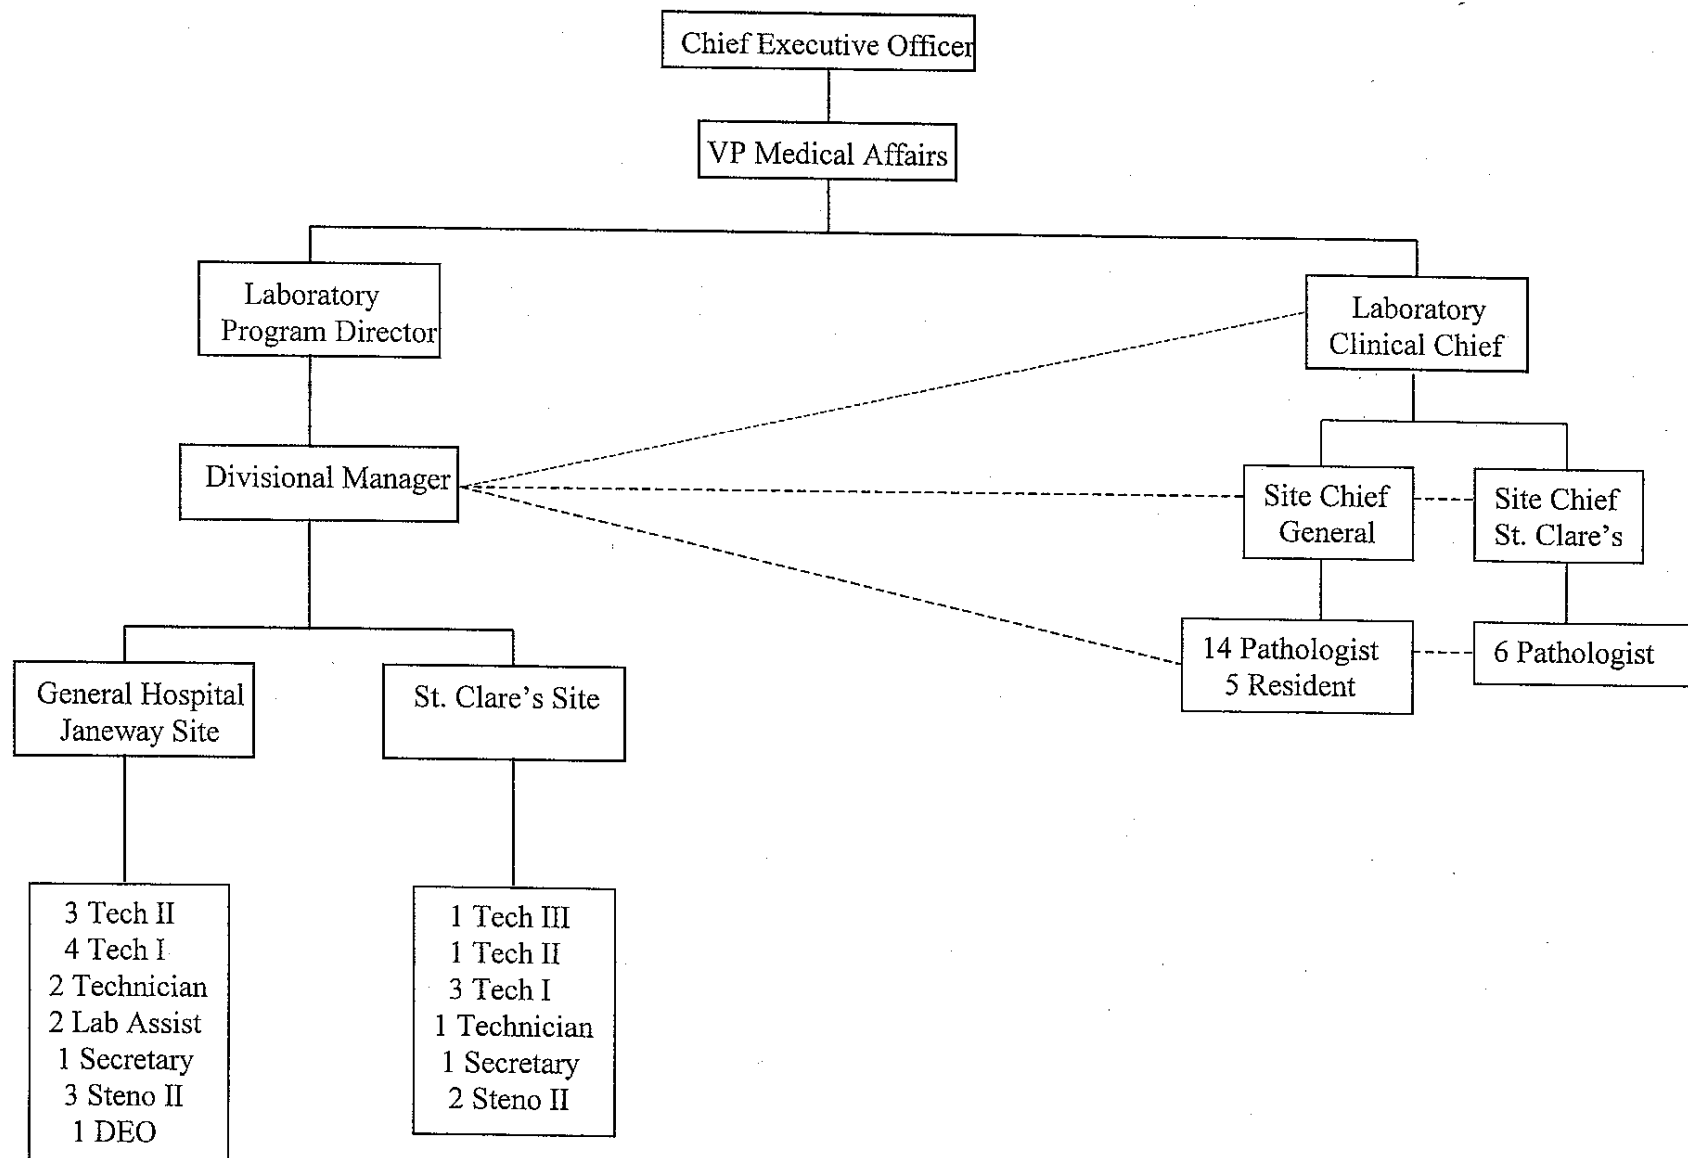 Chief Executive Officer
VP Medical Affairs
Laboratory
Program Director
Laboratory
Clinical Chief
Divisional Manager
Site Chief
General
Site Chief
St. Clare's
14 Pathologist
5 Resident
6 Pathologist
General Hospital
Janeway Site
St. Clare's Site
3 Tech II
4 Tech I
2 Technician
2 Lab Assist
1 Secretary
3 Steno II
1 DEO
1 Tech III
1 Tech II
3 Tech I
1 Technician
1 Secretary
2 Steno II